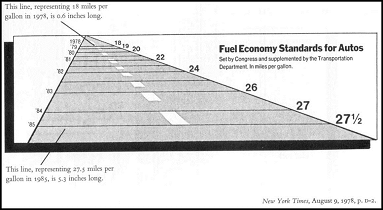 This line, representing 18 miles per
gallon in 1978, is 0.6 inches long.
Fuel Economy Standards for Autos
Set by Congress and supplemented by the Transportation
Department. In miles per gallon.
1978
'79
'80
'81
'82
'83
'84
'85
18
19
20
22
24
26
27
27½
This line, representing 27.5 miles per
gallon in 1985, is 5.3 inches long.
New York Times, August 9, 1978, p. D-2.